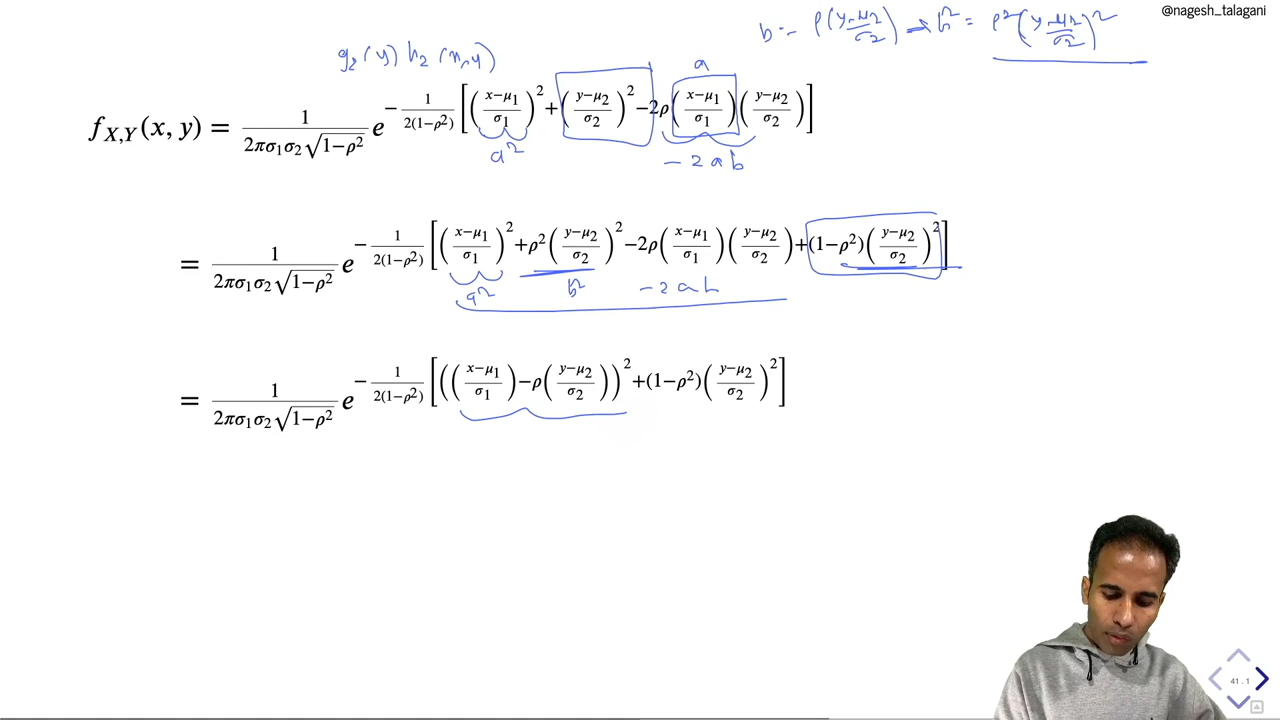 @nagesh_talagani
b = ρ(y-μ2/σ2) ⇒ b² = ρ²(y-μ2/σ2)²
g2(y) h2(x,y)
a
f_{X,Y}(x, y) = 1/(2πσ1σ2√(1−ρ²)) e^{−1/(2(1−ρ²)) [((x−μ1)/σ1)² + ((y−μ2)/σ2)² − 2ρ((x−μ1)/σ1)((y−μ2)/σ2)]}
a² - 2 a b
= 1/(2πσ1σ2√(1−ρ²)) e^{−1/(2(1−ρ²)) [((x−μ1)/σ1)² + ρ²((y−μ2)/σ2)² − 2ρ((x−μ1)/σ1)((y−μ2)/σ2) + (1−ρ²)((y−μ2)/σ2)²]}
a² b² - 2 a b
= 1/(2πσ1σ2√(1−ρ²)) e^{−1/(2(1−ρ²)) [(((x−μ1)/σ1) − ρ((y−μ2)/σ2))² + (1−ρ²)((y−μ2)/σ2)²]}
41 . 1